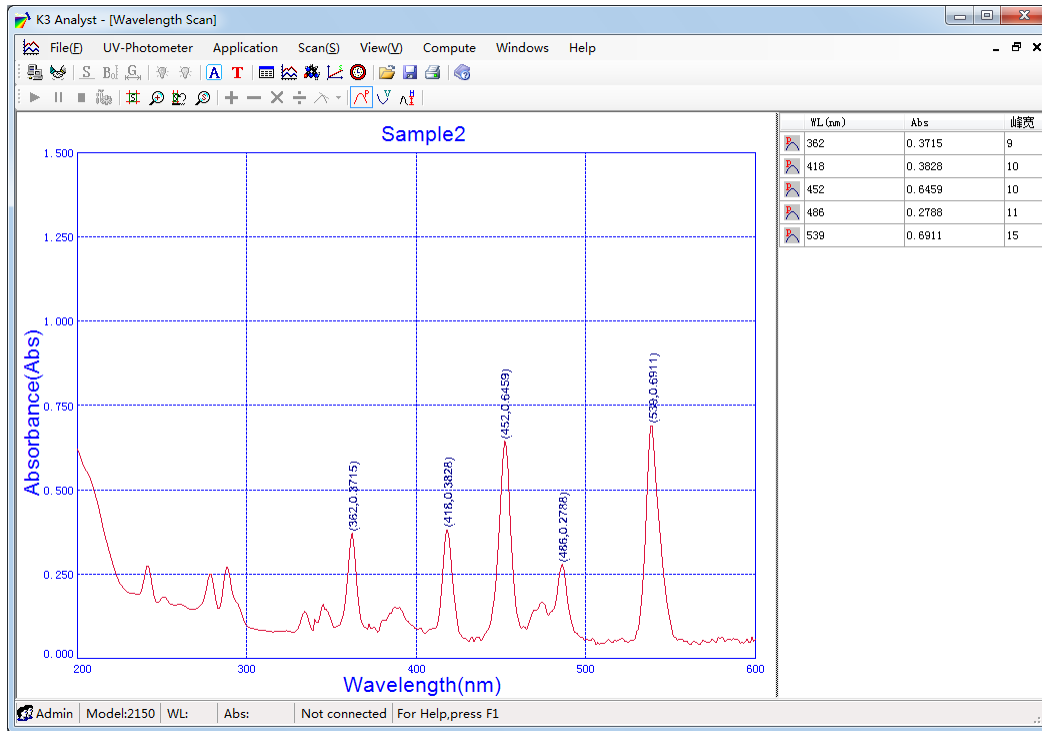 K3 Analyst - [Wavelength Scan]
File(F) UV-Photometer Application Scan(S) View(V) Compute Windows Help
Sample2
WL(nm) Abs 峰宽
362 0.3715 9
418 0.3828 10
452 0.6459 10
486 0.2788 11
539 0.6911 15
Absorbance(Abs)
1.500
1.250
1.000
0.750
0.500
0.250
0.000
(362,0.3715)
(418,0.3828)
(452,0.6459)
(486,0.2788)
(539,0.6911)
200 300 400 500 600
Wavelength(nm)
Admin Model:2150 WL: Abs: Not connected For Help,press F1